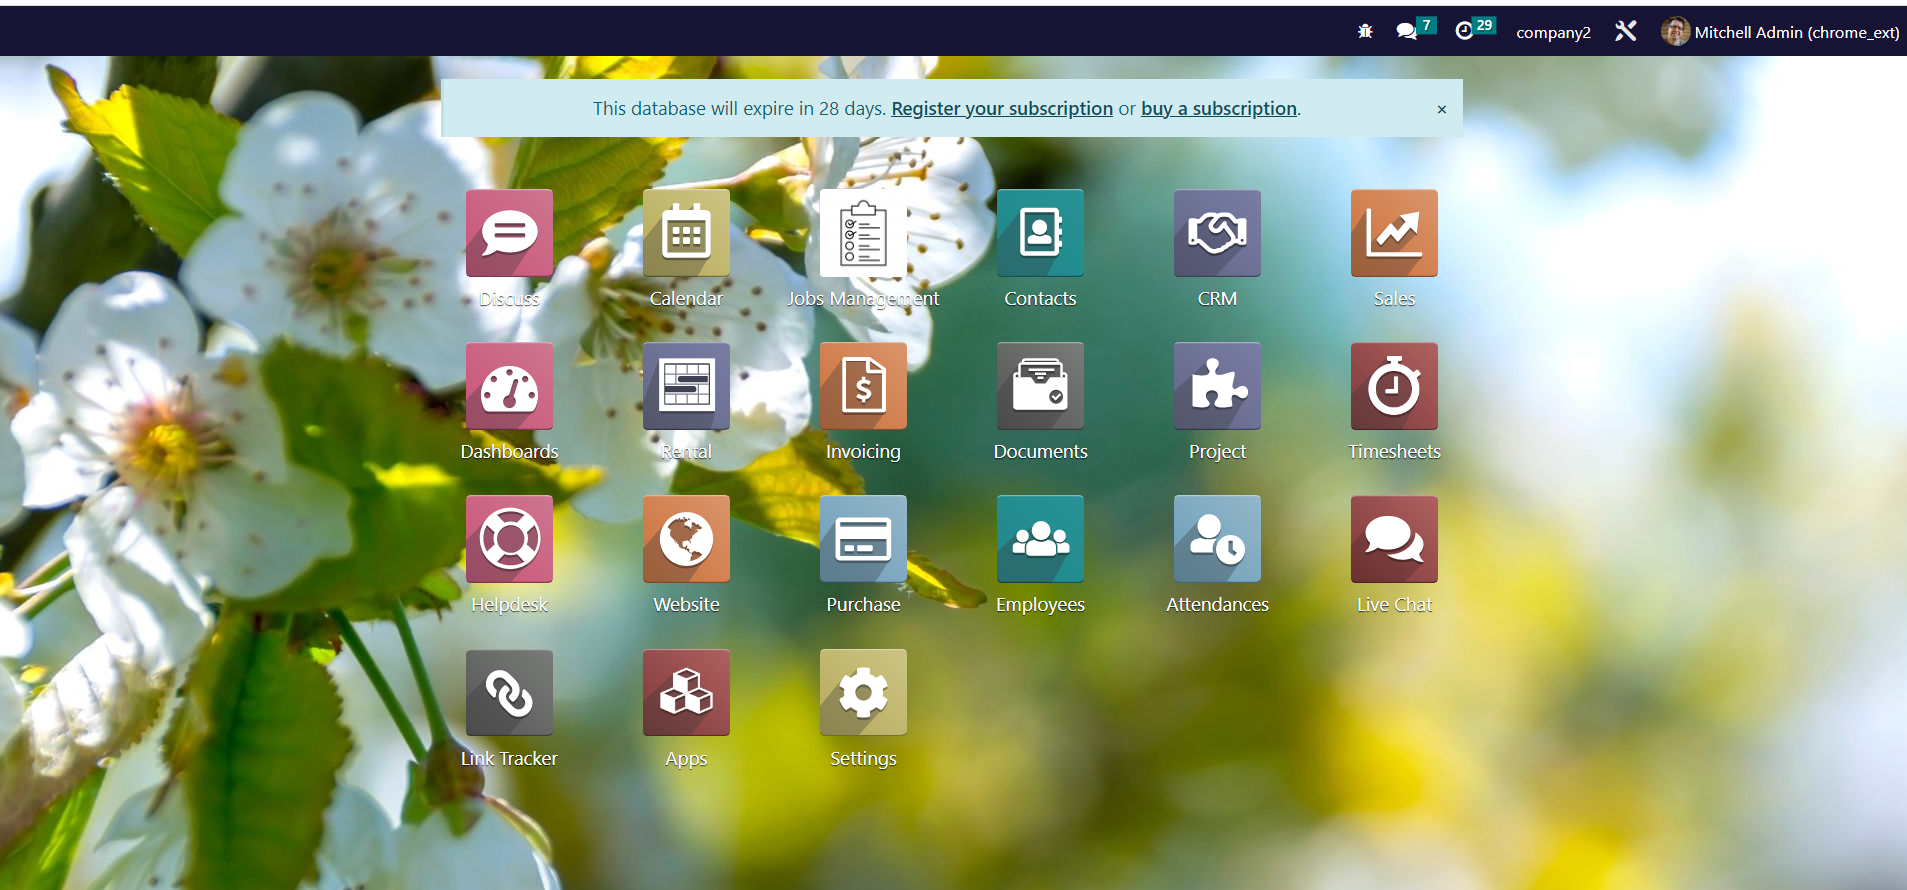 7 29 company2 Mitchell Admin (chrome_ext)
This database will expire in 28 days. Register your subscription or buy a subscription. ×
Discuss Calendar Jobs Management Contacts CRM Sales
Dashboards Rental Invoicing Documents Project Timesheets
Helpdesk Website Purchase Employees Attendances Live Chat
Link Tracker Apps Settings